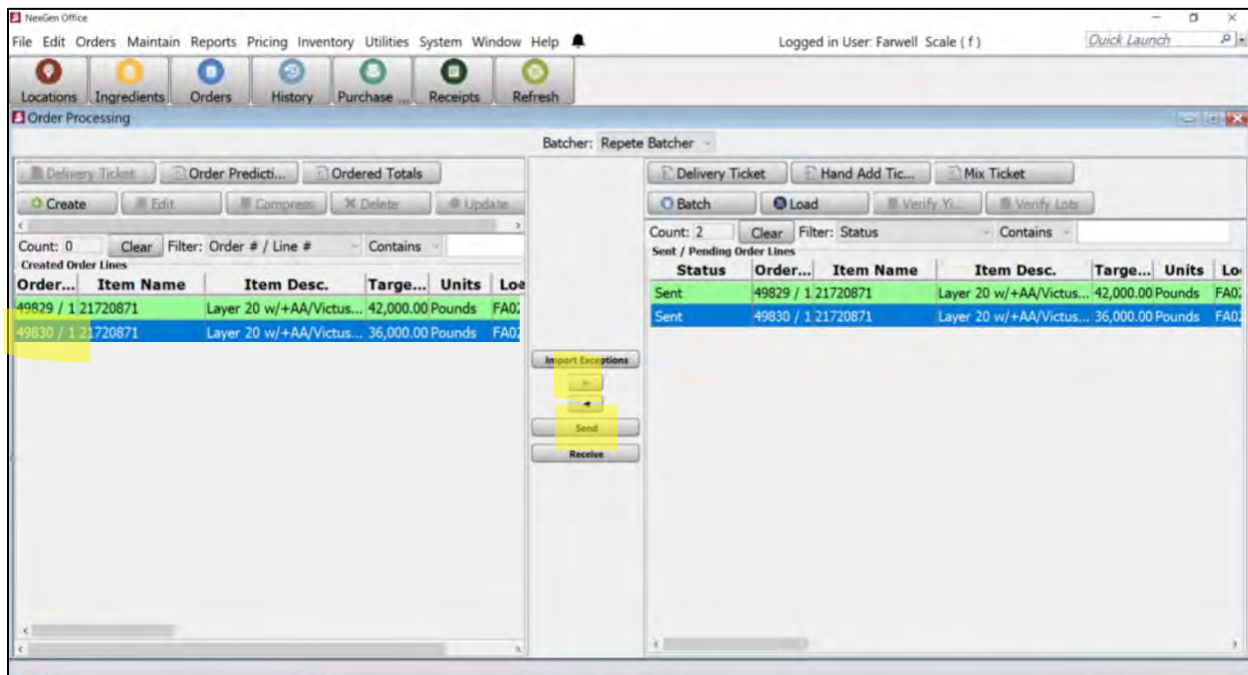 NexGen Office
File Edit Orders Maintain Reports Pricing Inventory Utilities System Window Help Logged in User: Farwell Scale ( f ) Quick Launch
Locations Ingredients Orders History Purchase ... Receipts Refresh
Order Processing
Batcher: Repete Batcher
Delivery Ticket Order Predicti... Ordered Totals
Create Edit Compress Delete Update
Count: 0 Clear Filter: Order # / Line # Contains
Created Order Lines
Order... Item Name Item Desc. Targe... Units Loa
49829 / 1 21720871 Layer 20 w/+AA/Victus... 42,000.00 Pounds FA02
49830 / 1 21720871 Layer 20 w/+AA/Victus... 36,000.00 Pounds FA02
Import Exceptions
Send
Receive
Delivery Ticket Hand Add Tic... Mix Ticket
Batch Load Verify Yi... Verify Lots
Count: 2 Clear Filter: Status Contains
Sent / Pending Order Lines
Status Order... Item Name Item Desc. Targe... Units Lo
Sent 49829 / 1 21720871 Layer 20 w/+AA/Victus... 42,000.00 Pounds FA02
Sent 49830 / 1 21720871 Layer 20 w/+AA/Victus... 36,000.00 Pounds FA02